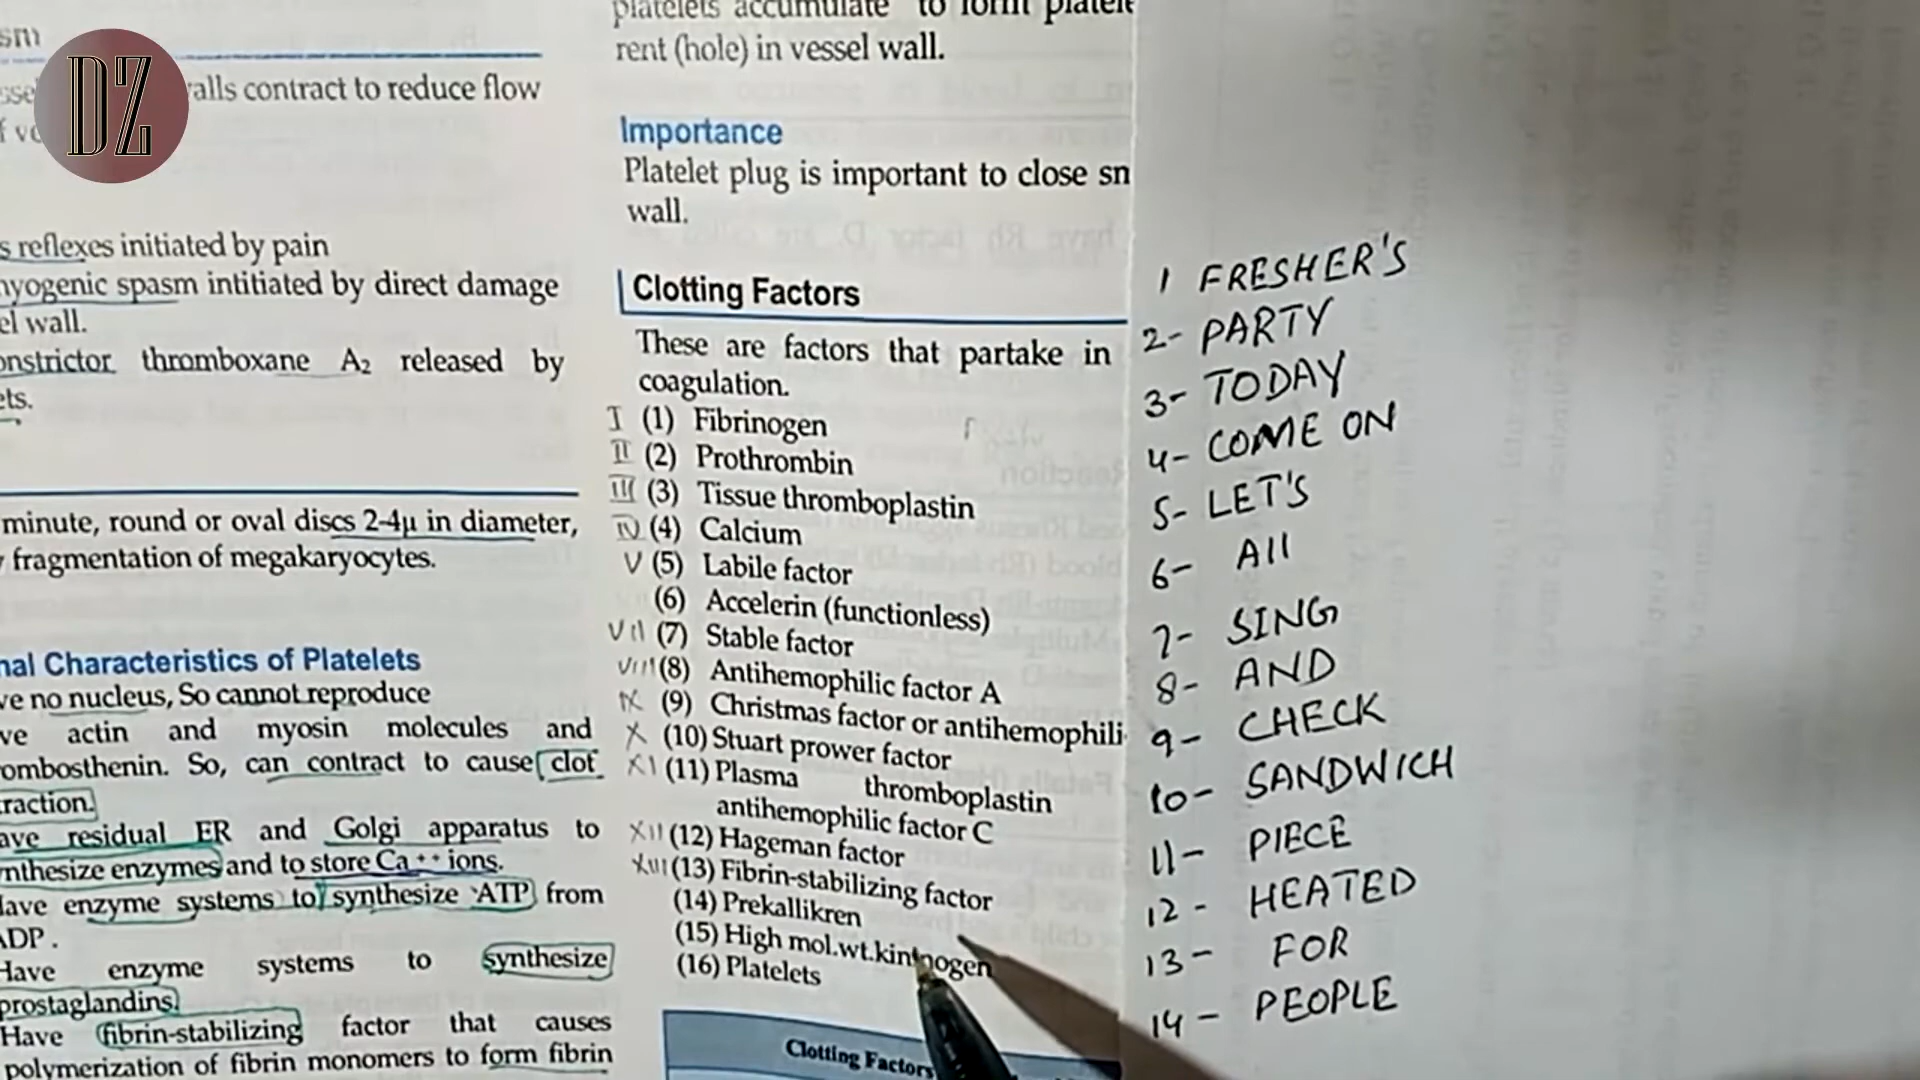 DZ
sm
alls contract to reduce flow
s reflexes initiated by pain
nyogenic spasm intitiated by direct damage
el wall.
onstrictor thromboxane A2 released by
ets.
minute, round or oval discs 2-4µ in diameter,
fragmentation of megakaryocytes.
nal Characteristics of Platelets
ve no nucleus, So cannot reproduce
ve actin and myosin molecules and
ombosthenin. So, can contract to cause clot
raction.
ave residual ER and Golgi apparatus to
nthesize enzymes and to store Ca++ ions.
Have enzyme systems to synthesize ATP from
ADP.
Have enzyme systems to synthesize
prostaglandins.
Have fibrin-stabilizing factor that causes
polymerization of fibrin monomers to form fibrin
platelets accumulate to form platele
rent (hole) in vessel wall.
Importance
Platelet plug is important to close sn
wall.
Clotting Factors
These are factors that partake in
coagulation.
I (1) Fibrinogen
II (2) Prothrombin
III (3) Tissue thromboplastin
IV (4) Calcium
V (5) Labile factor
(6) Accelerin (functionless)
VII (7) Stable factor
VIII (8) Antihemophilic factor A
IX (9) Christmas factor or antihemophili
X (10) Stuart prower factor
XI (11) Plasma thromboplastin
antihemophilic factor C
XII (12) Hageman factor
XIII (13) Fibrin-stabilizing factor
(14) Prekallikren
(15) High mol.wt.kininogen
(16) Platelets
Clotting Factors
1 FRESHER'S
2- PARTY
3- TODAY
4- COME ON
5- LET'S
6- All
7- SING
8- AND
9- CHECK
10- SANDWICH
11- PIECE
12- HEATED
13- FOR
14- PEOPLE